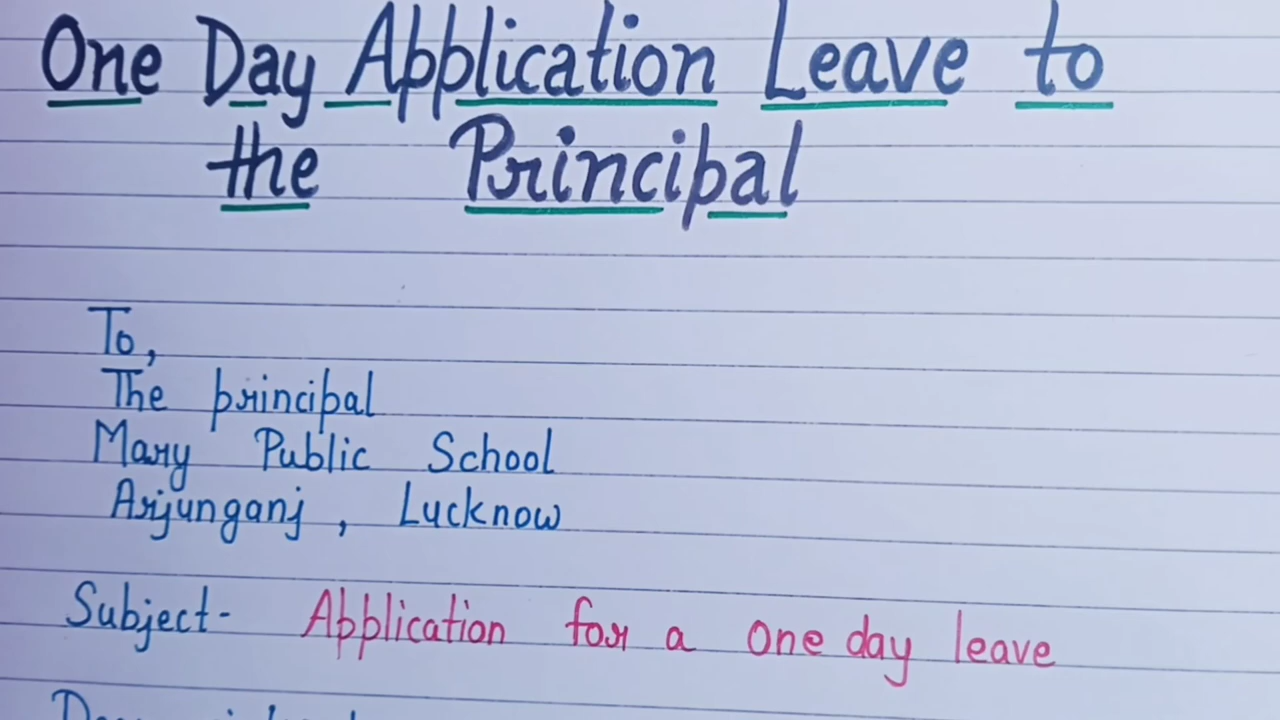 One Day Application Leave to
the Principal
To,
The principal
Mary Public School
Arjunganj, Lucknow
Subject- Application for a one day leave